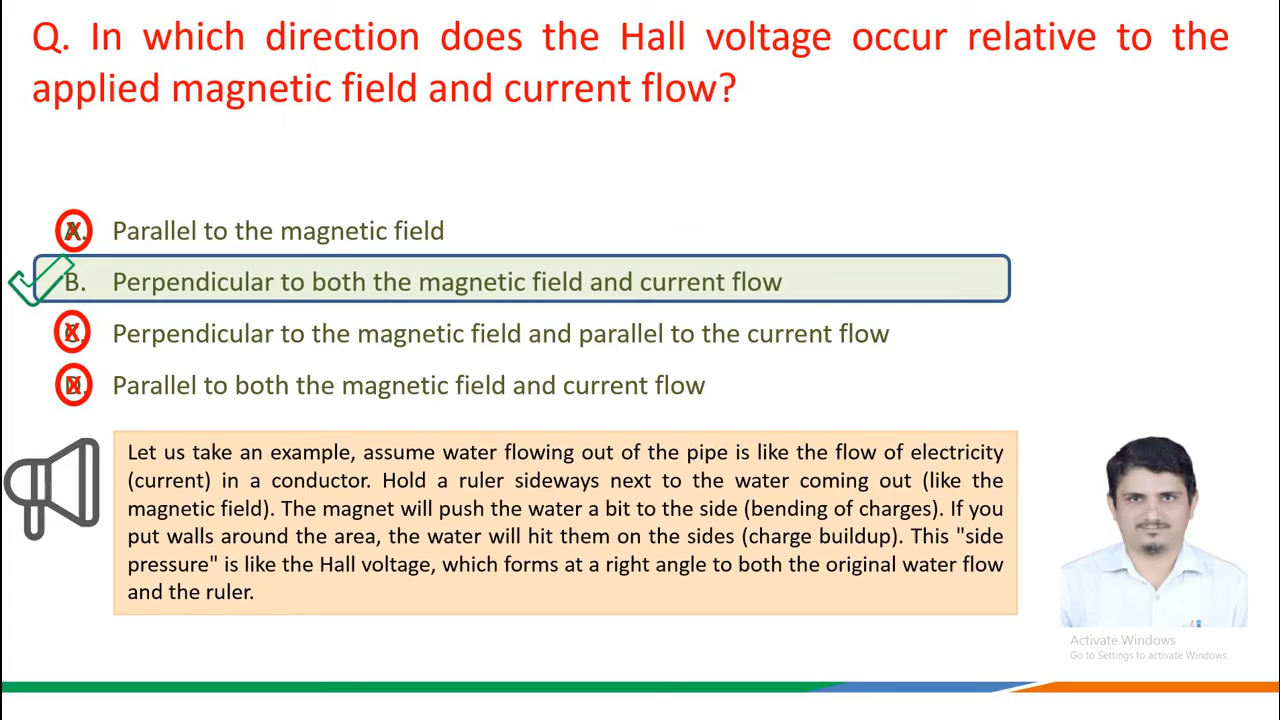 Q. In which direction does the Hall voltage occur relative to the
applied magnetic field and current flow?
A. Parallel to the magnetic field
B. Perpendicular to both the magnetic field and current flow
C. Perpendicular to the magnetic field and parallel to the current flow
D. Parallel to both the magnetic field and current flow
Let us take an example, assume water flowing out of the pipe is like the flow of electricity
(current) in a conductor. Hold a ruler sideways next to the water coming out (like the
magnetic field). The magnet will push the water a bit to the side (bending of charges). If you
put walls around the area, the water will hit them on the sides (charge buildup). This "side
pressure" is like the Hall voltage, which forms at a right angle to both the original water flow
and the ruler.
Activate Windows
Go to Settings to activate Windows.